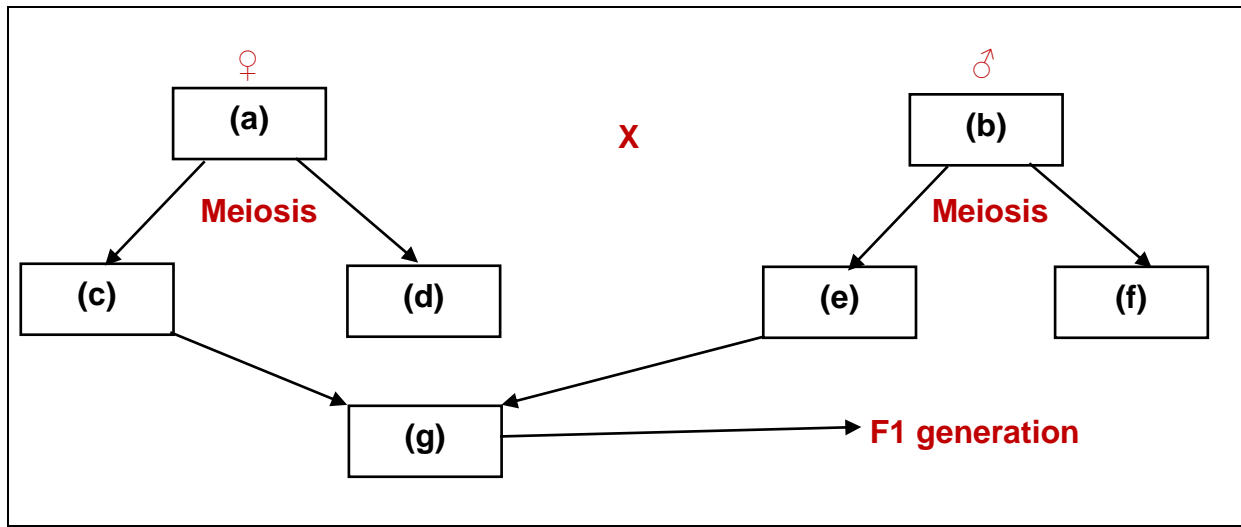 ♀ ♂
(a) (b)
X
Meiosis Meiosis
(c) (d) (e) (f)
(g) F1 generation